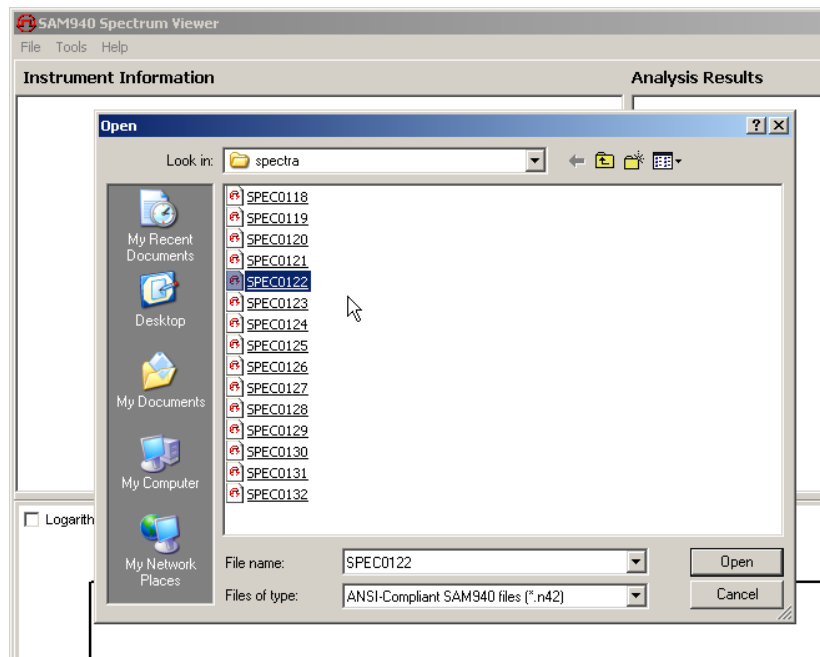 SAM940 Spectrum Viewer
File Tools Help
Instrument Information
Analysis Results
Open
Look in:
spectra
My Recent
Documents
Desktop
My Documents
My Computer
My Network
Places
SPEC0118
SPEC0119
SPEC0120
SPEC0121
SPEC0122
SPEC0123
SPEC0124
SPEC0125
SPEC0126
SPEC0127
SPEC0128
SPEC0129
SPEC0130
SPEC0131
SPEC0132
Logarith
File name:
SPEC0122
Open
Files of type:
ANSI-Compliant SAM940 files (*.n42)
Cancel